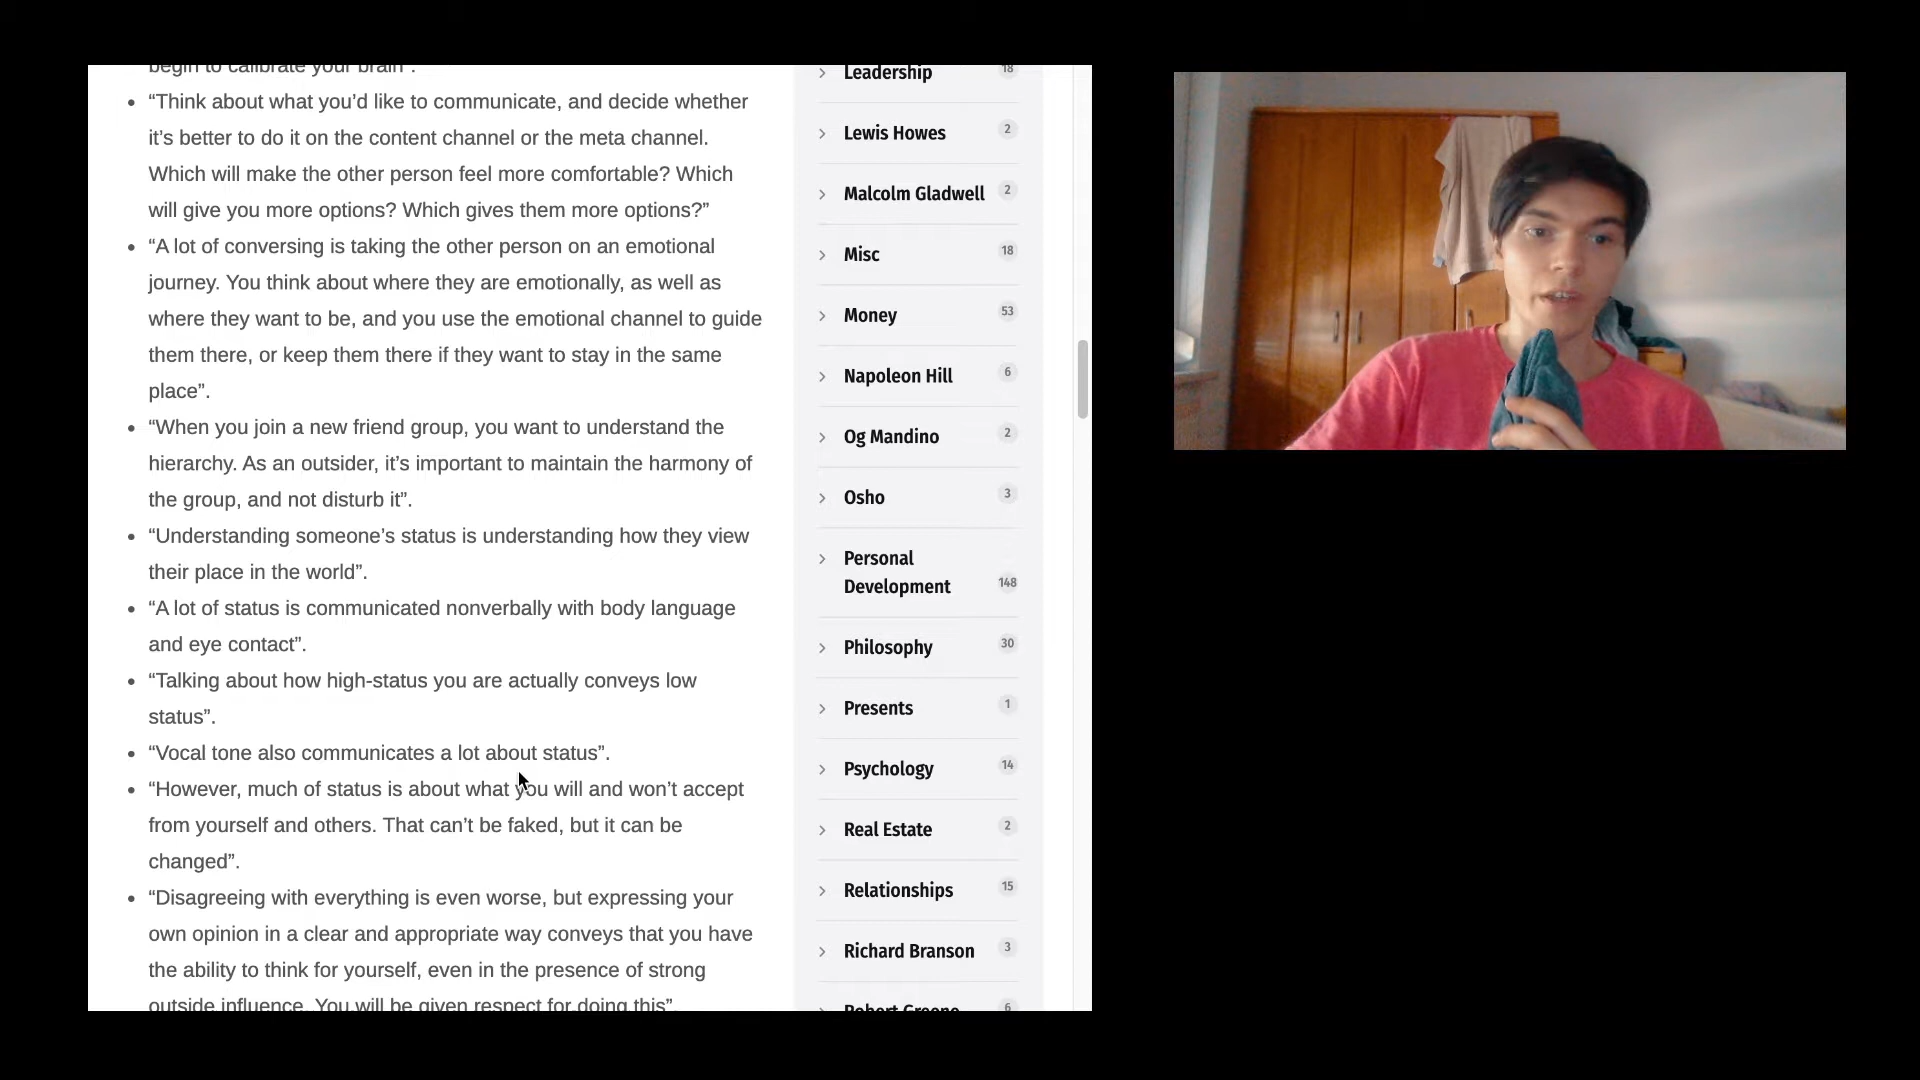 begin to calibrate your brain”.
“Think about what you’d like to communicate, and decide whether
it’s better to do it on the content channel or the meta channel.
Which will make the other person feel more comfortable? Which
will give you more options? Which gives them more options?”
“A lot of conversing is taking the other person on an emotional
journey. You think about where they are emotionally, as well as
where they want to be, and you use the emotional channel to guide
them there, or keep them there if they want to stay in the same
place”.
“When you join a new friend group, you want to understand the
hierarchy. As an outsider, it’s important to maintain the harmony of
the group, and not disturb it”.
“Understanding someone’s status is understanding how they view
their place in the world”.
“A lot of status is communicated nonverbally with body language
and eye contact”.
“Talking about how high-status you are actually conveys low
status”.
“Vocal tone also communicates a lot about status”.
“However, much of status is about what you will and won’t accept
from yourself and others. That can’t be faked, but it can be
changed”.
“Disagreeing with everything is even worse, but expressing your
own opinion in a clear and appropriate way conveys that you have
the ability to think for yourself, even in the presence of strong
outside influence. You will be given respect for doing this”.
Leadership 18
Lewis Howes 2
Malcolm Gladwell 2
Misc 18
Money 53
Napoleon Hill 6
Og Mandino 2
Osho 3
Personal
Development 148
Philosophy 30
Presents 1
Psychology 14
Real Estate 2
Relationships 15
Richard Branson 3
Robert Greene 6